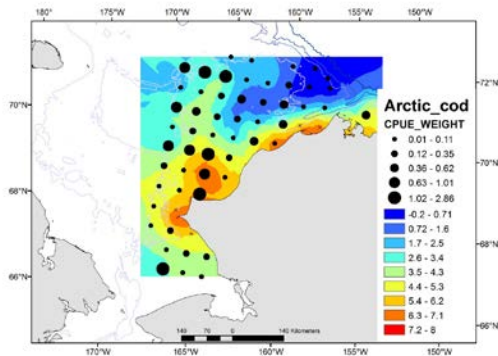 180° 175°W 170°W 165°W 160°W 155°W 150°W
72°N
70°N
70°N
68°N
68°N
66°N
66°N
64°N
170°W 165°W 160°W 155°W
Arctic_cod
CPUE_WEIGHT
0.01 - 0.11
0.12 - 0.35
0.36 - 0.62
0.63 - 1.01
1.02 - 2.86
-0.2 - 0.71
0.72 - 1.6
1.7 - 2.5
2.6 - 3.4
3.5 - 4.3
4.4 - 5.3
5.4 - 6.2
6.3 - 7.1
7.2 - 8
140 70 0 140 Kilometers